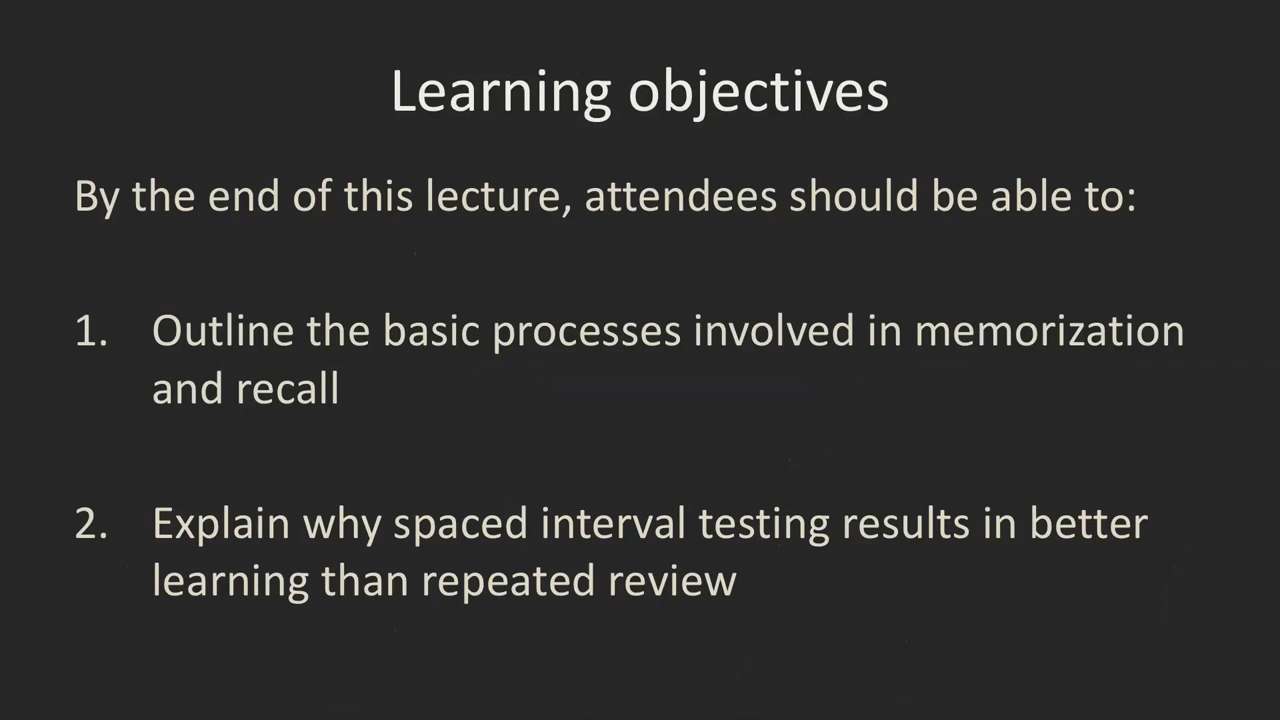 Learning objectives
By the end of this lecture, attendees should be able to:
1. Outline the basic processes involved in memorization
and recall
2. Explain why spaced interval testing results in better
learning than repeated review